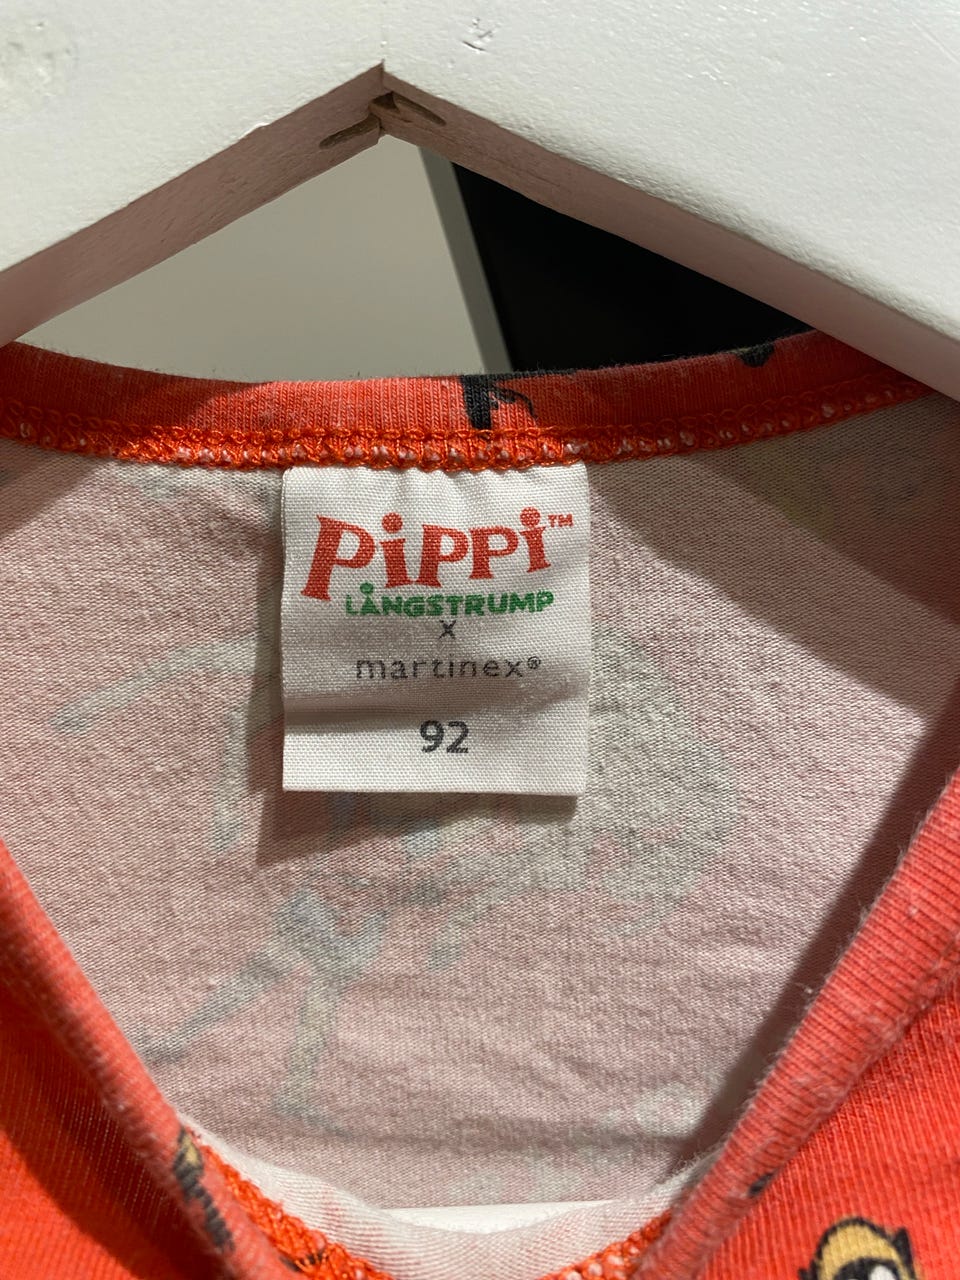 PiPPi™
LÅNGSTRUMP
x
martinex®
92